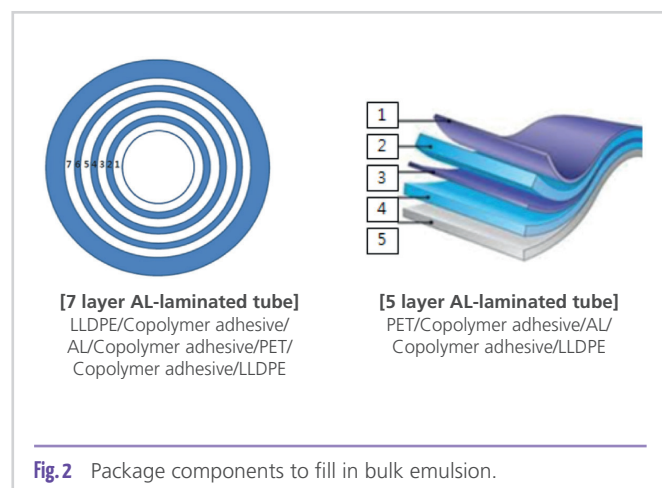 7 6 5 4 3 2 1
1
2
3
4
5
[7 layer AL-laminated tube]
LLDPE/Copolymer adhesive/
AL/Copolymer adhesive/PET/
Copolymer adhesive/LLDPE
[5 layer AL-laminated tube]
PET/Copolymer adhesive/AL/
Copolymer adhesive/LLDPE
Fig. 2 Package components to fill in bulk emulsion.